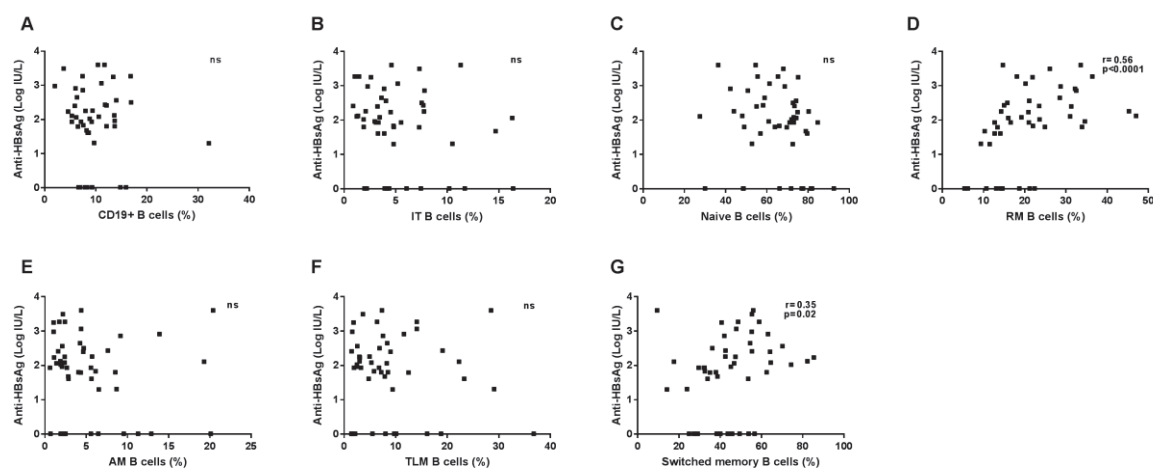 A
B
C
D
Anti-HBsAg (Log IU/L)
4
3
2
1
0
ns
0
10
20
30
40
CD19+ B cells (%)
Anti-HBsAg (Log IU/L)
4
3
2
1
0
ns
0
5
10
15
20
IT B cells (%)
Anti-HBsAg (Log IU/L)
4
3
2
1
0
ns
0
20
40
60
80
100
Naive B cells (%)
Anti-HBsAg (Log IU/L)
4
3
2
1
0
r= 0.56
p<0.0001
0
10
20
30
40
50
RM B cells (%)
E
F
G
Anti-HBsAg (Log IU/L)
4
3
2
1
0
ns
0
5
10
15
20
25
AM B cells (%)
Anti-HBsAg (Log IU/L)
4
3
2
1
0
ns
0
10
20
30
40
TLM B cells (%)
Anti-HBsAg (Log IU/L)
4
3
2
1
0
r= 0.35
p=0.02
0
20
40
60
80
100
Switched memory B cells (%)